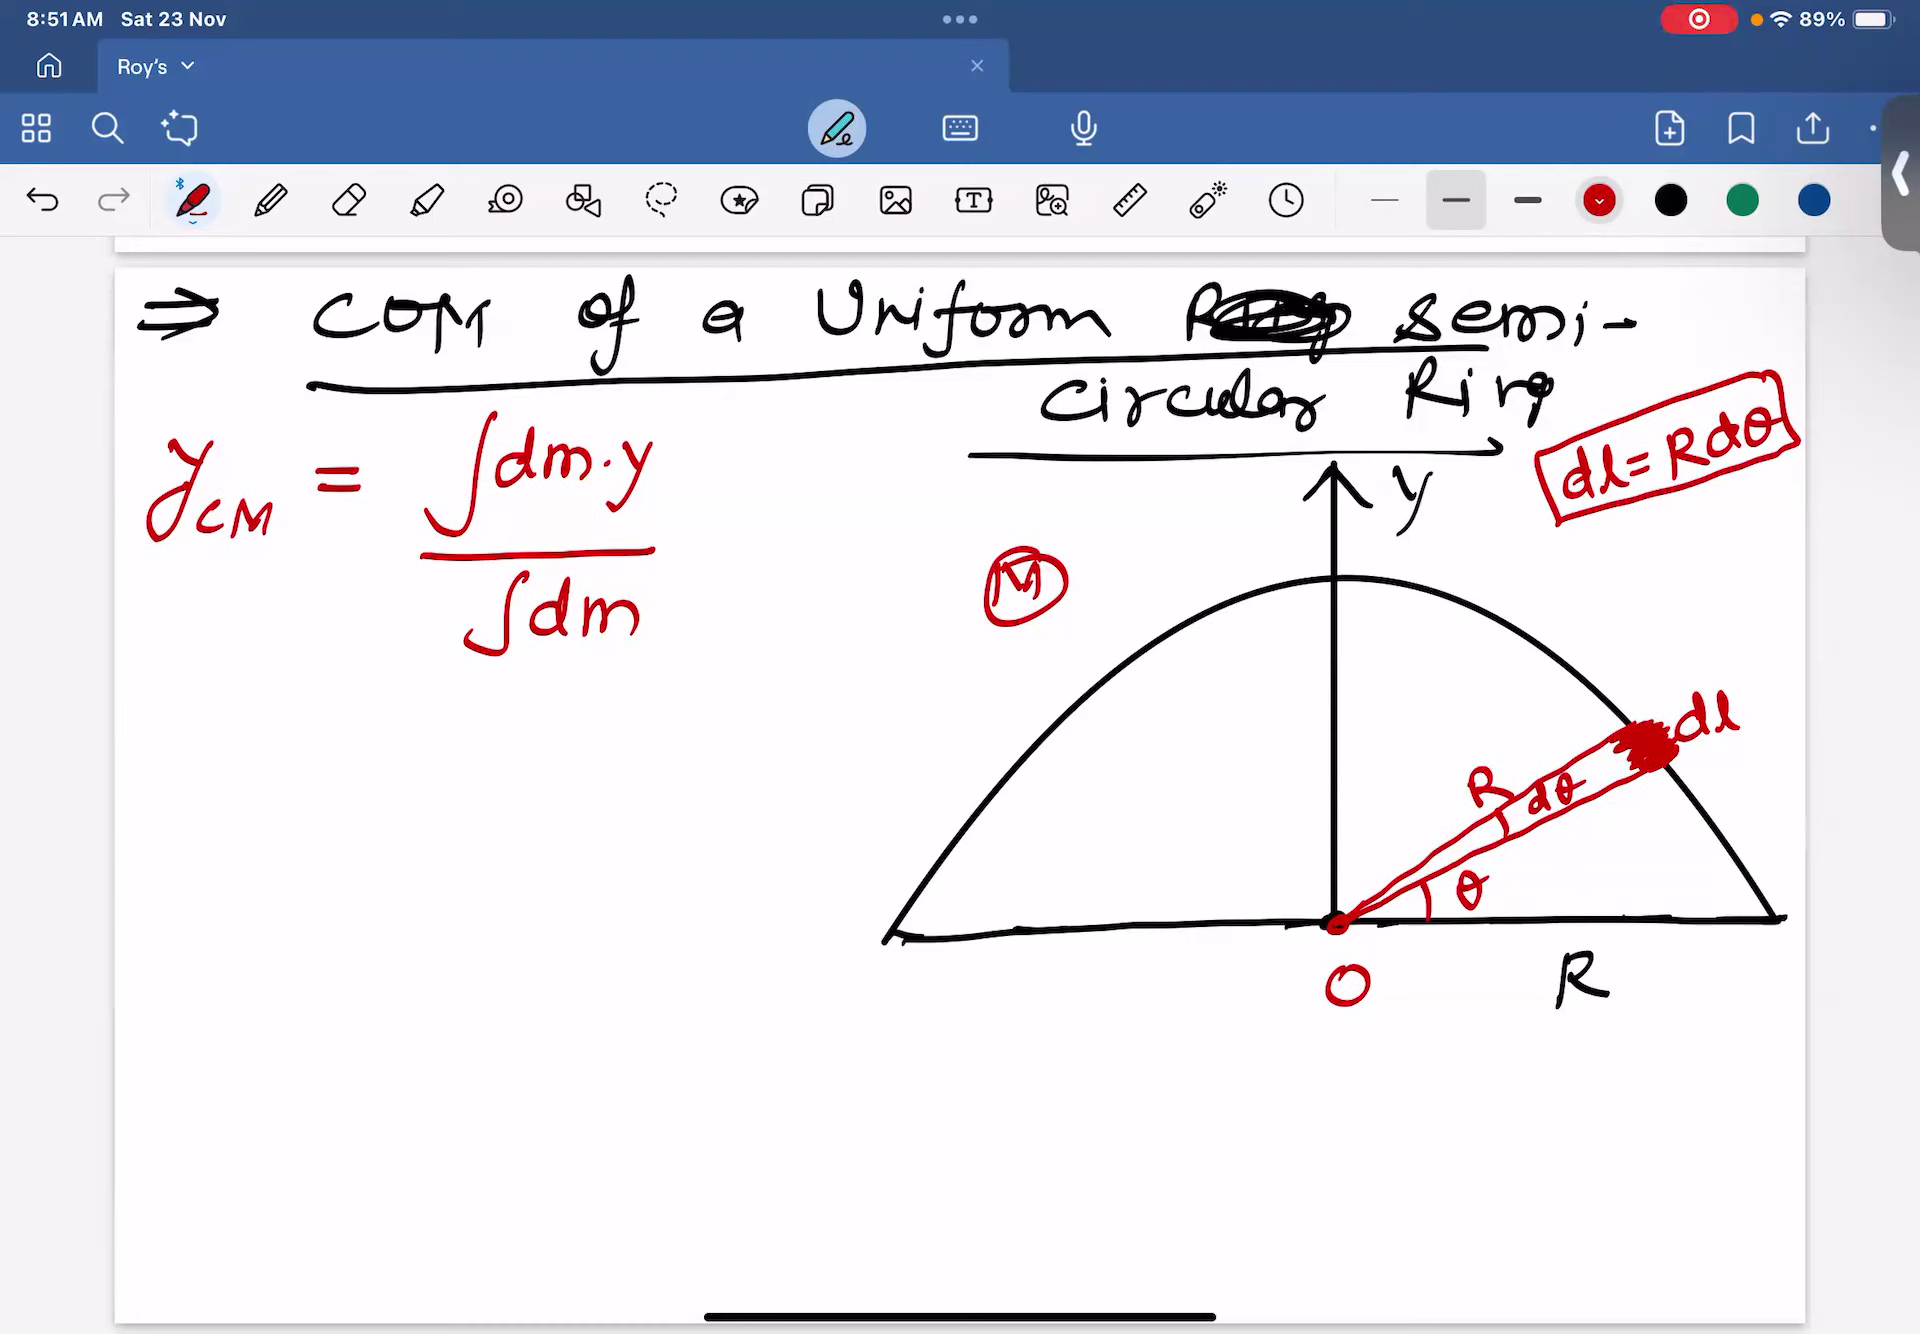 8:51 AM Sat 23 Nov
89%
Roy's
⇒ COM of a Uniform semi-
circular Ring
dl = Rdθ
y_CM = ∫dm·y / ∫dm
y
M
dl
R
dθ
θ
O
R